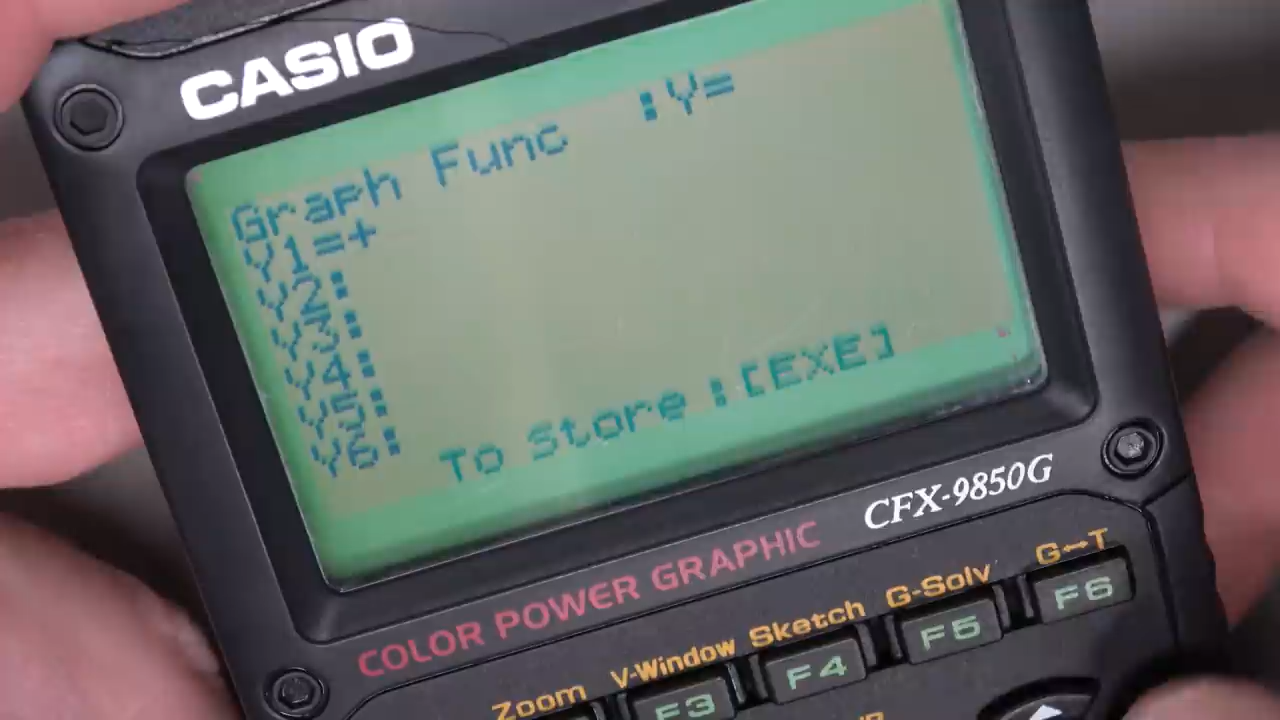 CASIO
Graph Func :Y=
Y1=+
Y2:
Y3:
Y4:
Y5:
Y6:
To Store :[EXE]
CFX-9850G
COLOR POWER GRAPHIC
Zoom V-Window Sketch G-Solv G↔T
F3 F4 F5 F6